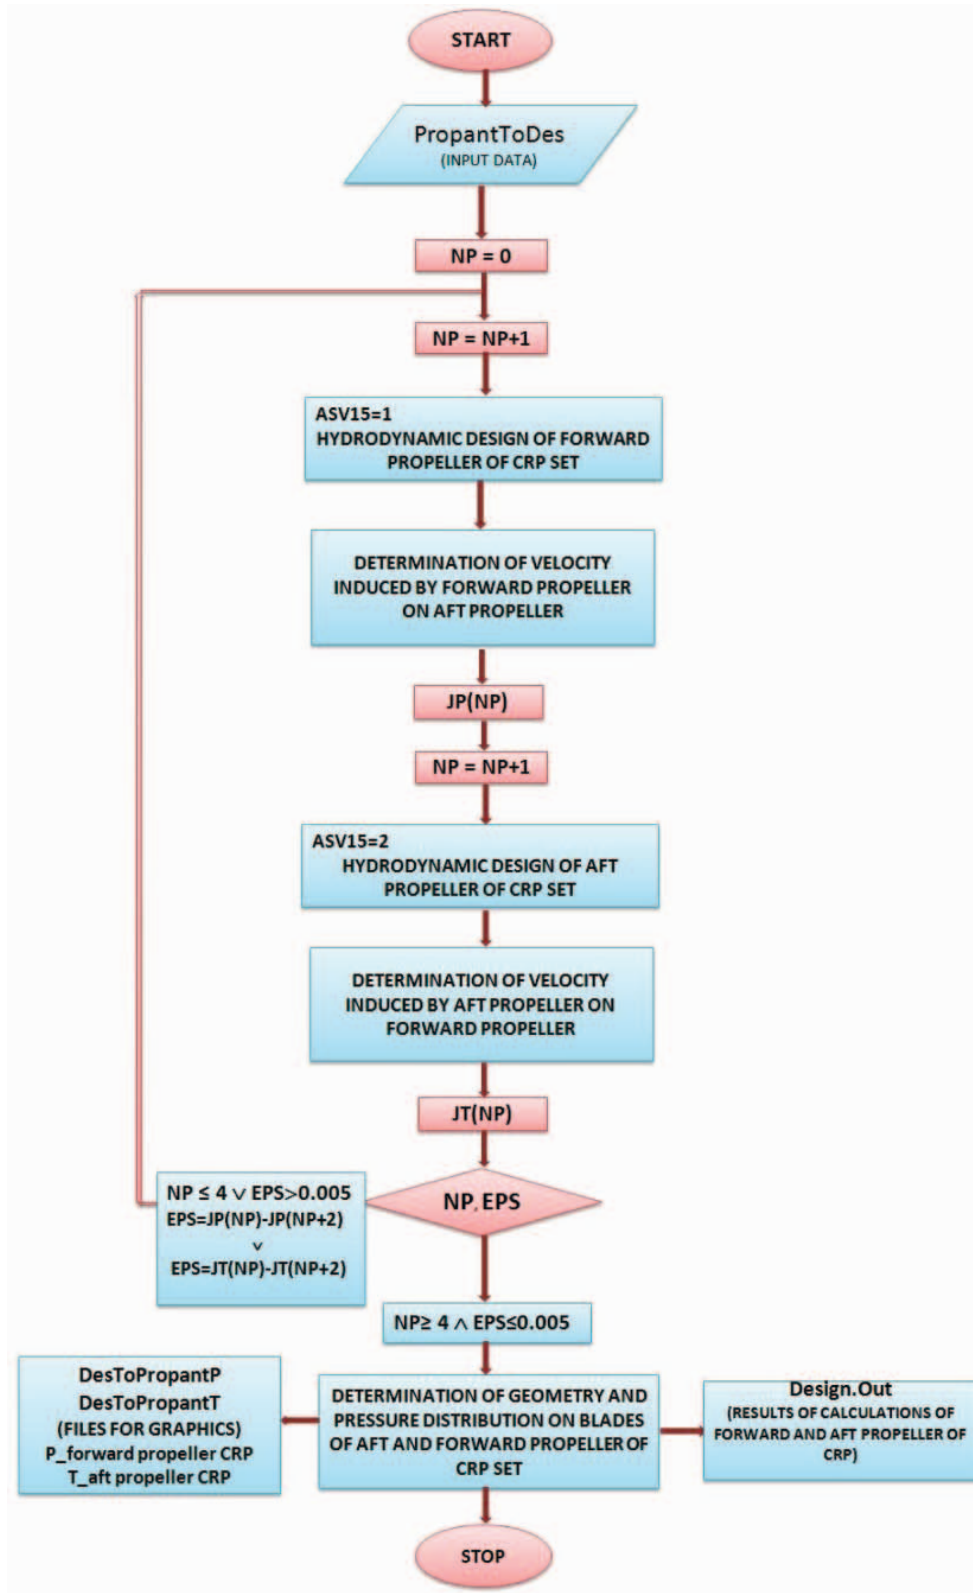 START
PropantToDes
(INPUT DATA)
NP = 0
NP = NP+1
ASV15=1
HYDRODYNAMIC DESIGN OF FORWARD
PROPELLER OF CRP SET
DETERMINATION OF VELOCITY
INDUCED BY FORWARD PROPELLER
ON AFT PROPELLER
JP(NP)
NP = NP+1
ASV15=2
HYDRODYNAMIC DESIGN OF AFT
PROPELLER OF CRP SET
DETERMINATION OF VELOCITY
INDUCED BY AFT PROPELLER ON
FORWARD PROPELLER
JT(NP)
NP, EPS
NP ≤ 4 ∨ EPS>0.005
EPS=JP(NP)-JP(NP+2)
∨
EPS=JT(NP)-JT(NP+2)
NP≥ 4 ∧ EPS≤0.005
DesToPropantP
DesToPropantT
(FILES FOR GRAPHICS)
P_forward propeller CRP
T_aft propeller CRP
DETERMINATION OF GEOMETRY AND
PRESSURE DISTRIBUTION ON BLADES
OF AFT AND FORWARD PROPELLER OF
CRP SET
Design.Out
(RESULTS OF CALCULATIONS OF
FORWARD AND AFT PROPELLER OF
CRP)
STOP